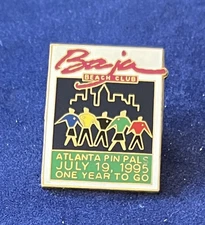 Baja
BEACH CLUB
ATLANTA PIN PALS
JULY 19, 1995
ONE YEAR TO GO